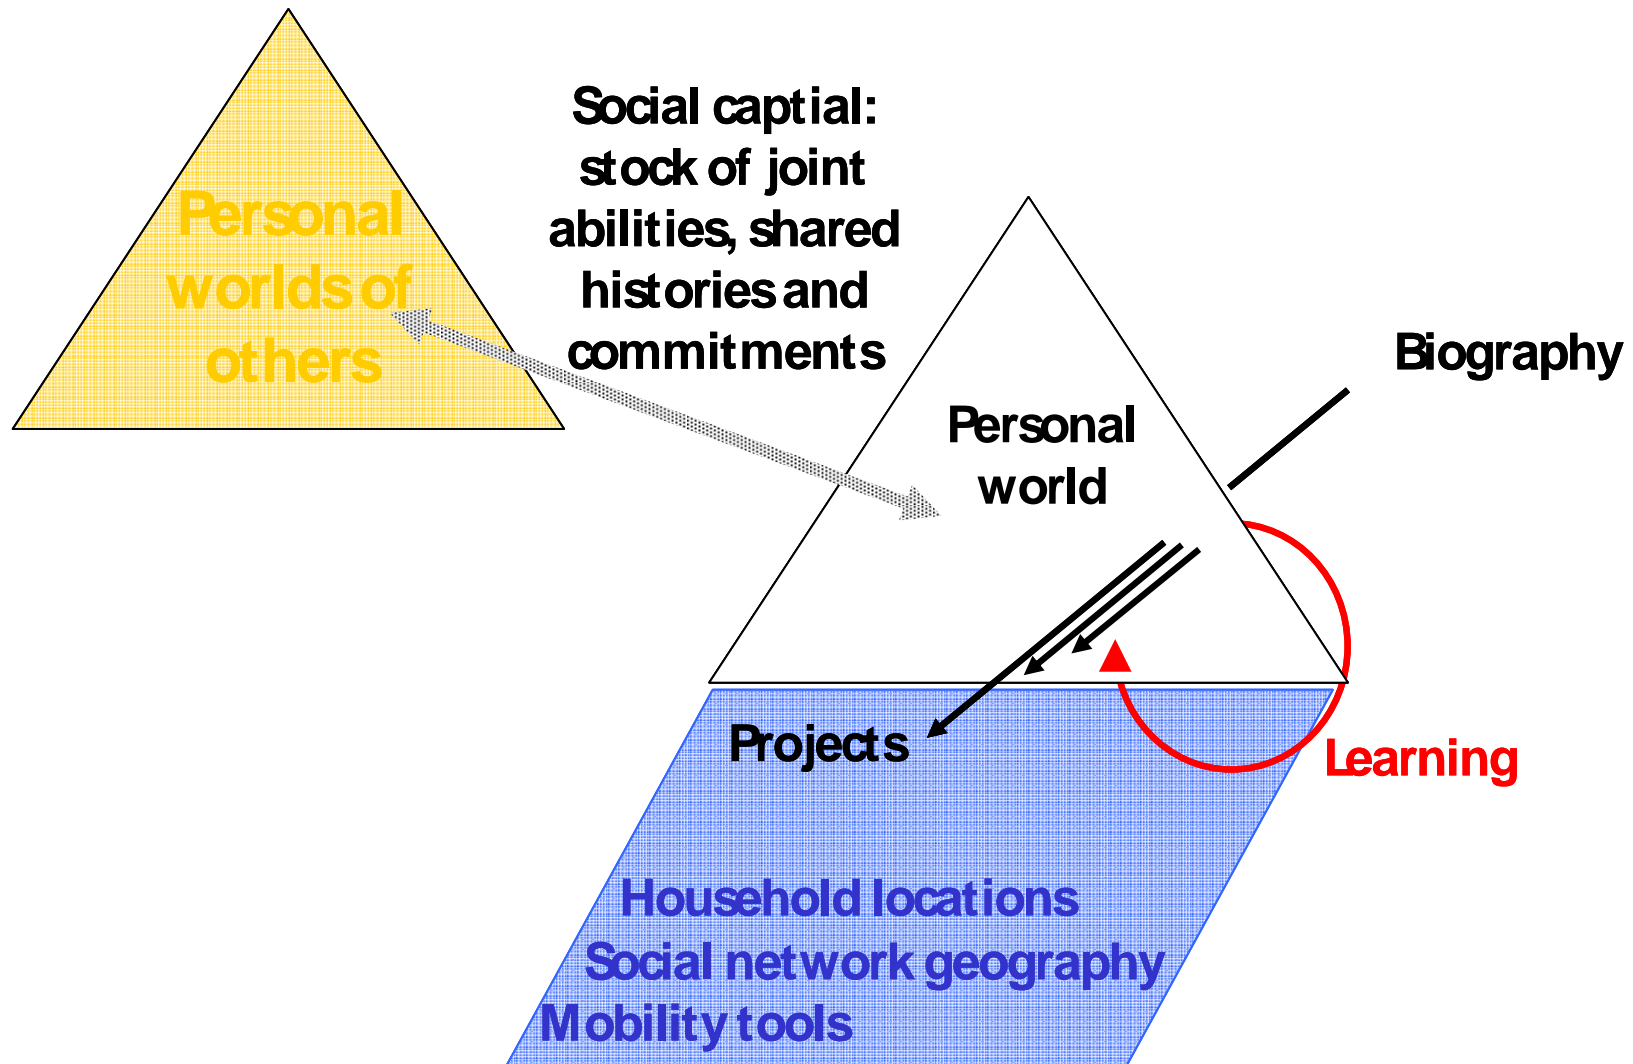 Personal
worlds of
others
Social captial:
stock of joint
abilities, shared
histories and
commitments
Biography
Personal
world
Projects
Learning
Household locations
Social network geography
Mobility tools